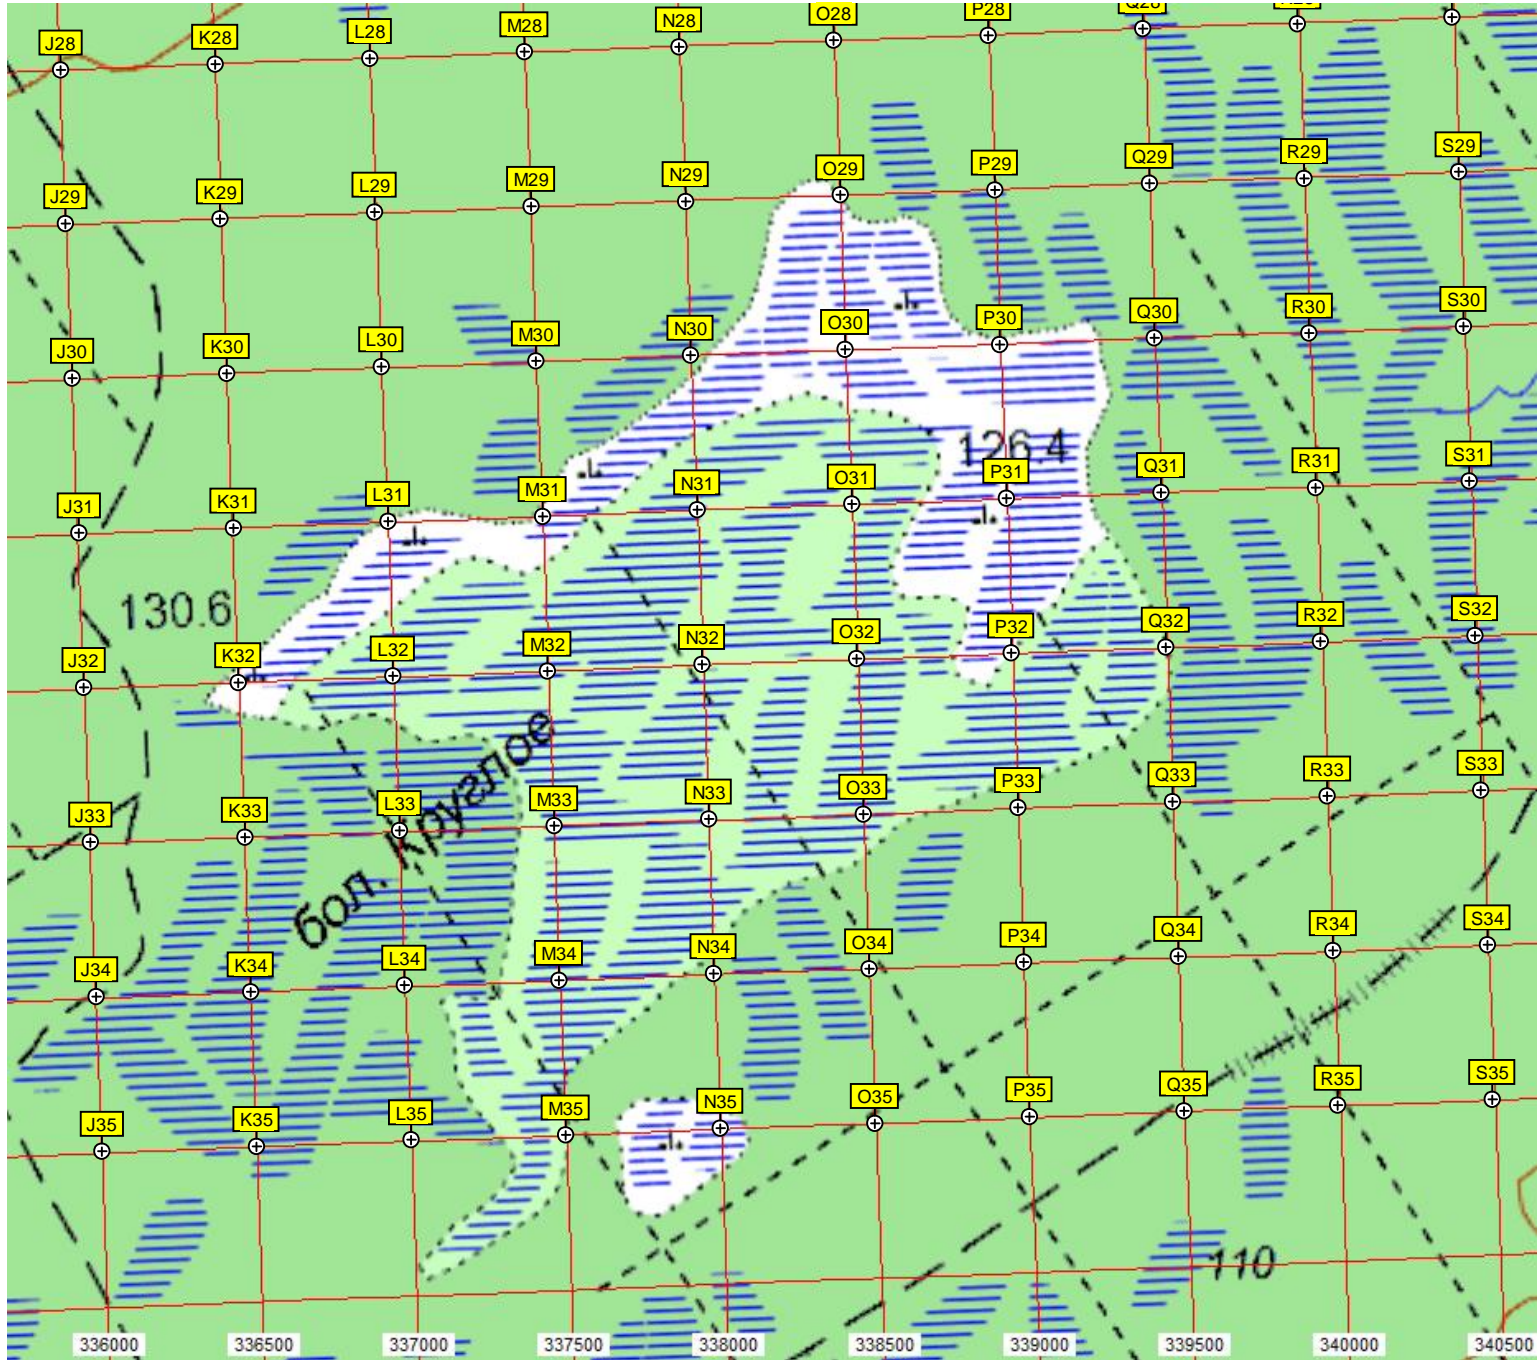 J28 K28 L28 M28 N28 O28 P28 Q28
J29 K29 L29 M29 N29 O29 P29 Q29 R29 S29
J30 K30 L30 M30 N30 O30 P30 Q30 R30 S30
126.4
J31 K31 L31 M31 N31 O31 P31 Q31 R31 S31
130.6
J32 K32 L32 M32 N32 O32 P32 Q32 R32 S32
бол. Круглое
J33 K33 L33 M33 N33 O33 P33 Q33 R33 S33
J34 K34 L34 M34 N34 O34 P34 Q34 R34 S34
J35 K35 L35 M35 N35 O35 P35 Q35 R35 S35
110
336000 336500 337000 337500 338000 338500 339000 339500 340000 340500